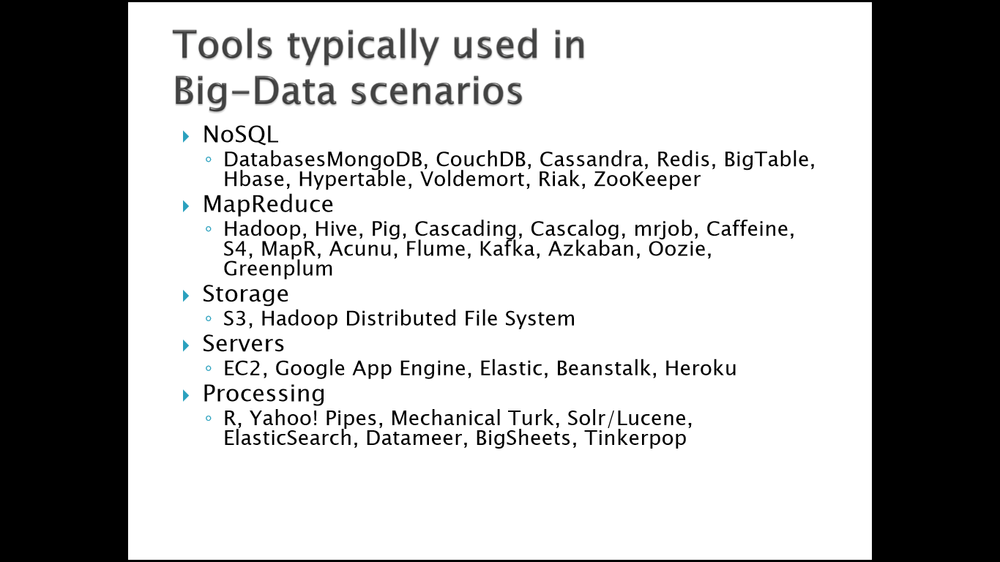 Tools typically used in
Big-Data scenarios
NoSQL
DatabasesMongoDB, CouchDB, Cassandra, Redis, BigTable,
Hbase, Hypertable, Voldemort, Riak, ZooKeeper
MapReduce
Hadoop, Hive, Pig, Cascading, Cascalog, mrjob, Caffeine,
S4, MapR, Acunu, Flume, Kafka, Azkaban, Oozie,
Greenplum
Storage
S3, Hadoop Distributed File System
Servers
EC2, Google App Engine, Elastic, Beanstalk, Heroku
Processing
R, Yahoo! Pipes, Mechanical Turk, Solr/Lucene,
ElasticSearch, Datameer, BigSheets, Tinkerpop